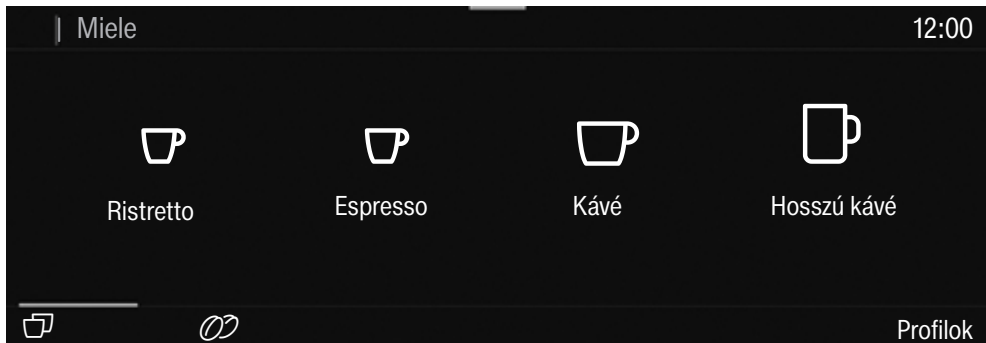 | Miele
12:00
Ristretto
Espresso
Kávé
Hosszú kávé
Profilok